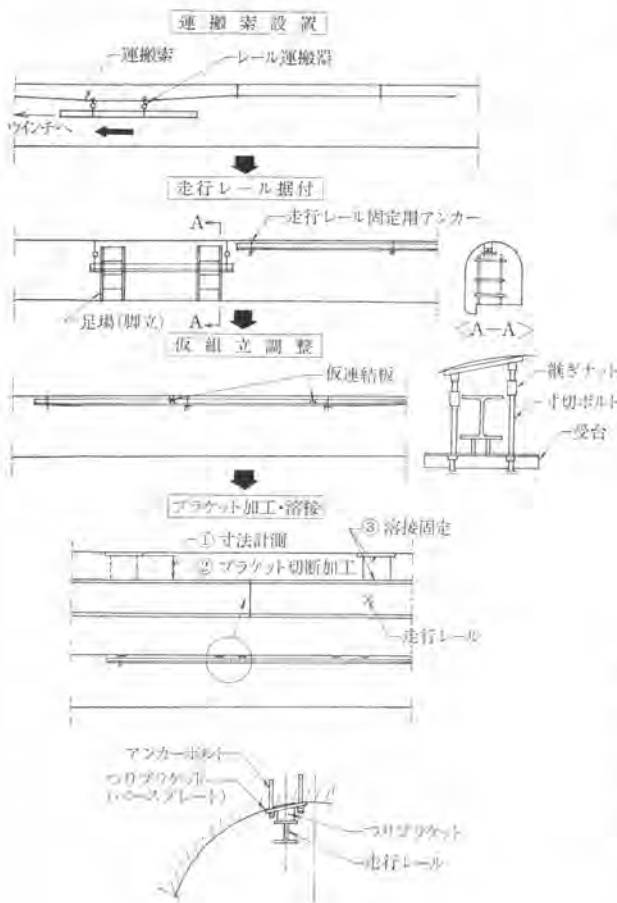 運搬索設置
運搬索
レール運搬器
ウインチへ
走行レール据付
A
走行レール固定用アンカー
足場(脚立)
A
<A-A>
仮組立調整
仮連結板
継ぎナット
寸切ボルト
受台
ブラケット加工・溶接
① 寸法計測
③ 溶接固定
② ブラケット切断加工
走行レール
アンカーボルト
つりブラケット
(ベースプレート)
つりブラケット
走行レール